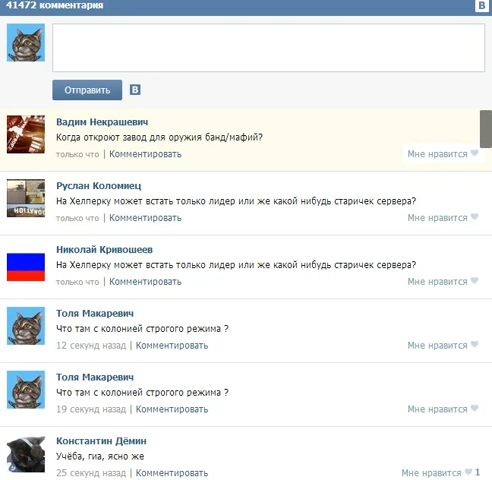 41472 комментария
В
Отправить
В
Вадим Некрашевич
Когда откроют завод для оружия банд/мафий?
только что | Комментировать
Мне нравится
Руслан Коломиец
На Хелперку может встать только лидер или же какой нибудь старичек сервера?
только что | Комментировать
Мне нравится
HOLLYWOOD
Николай Кривошеев
На Хелперку может встать только лидер или же какой нибудь старичек сервера?
только что | Комментировать
Мне нравится
Толя Макаревич
Что там с колонией строгого режима ?
12 секунд назад | Комментировать
Мне нравится
Толя Макаревич
Что там с колонией строгого режима ?
19 секунд назад | Комментировать
Мне нравится
Константин Дёмин
Учёба, гиа, ясно же
25 секунд назад | Комментировать
Мне нравится 1